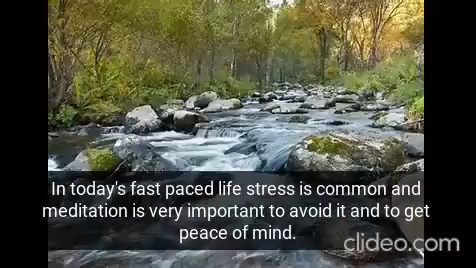 In today's fast paced life stress is common and
meditation is very important to avoid it and to get
peace of mind.
clideo.com